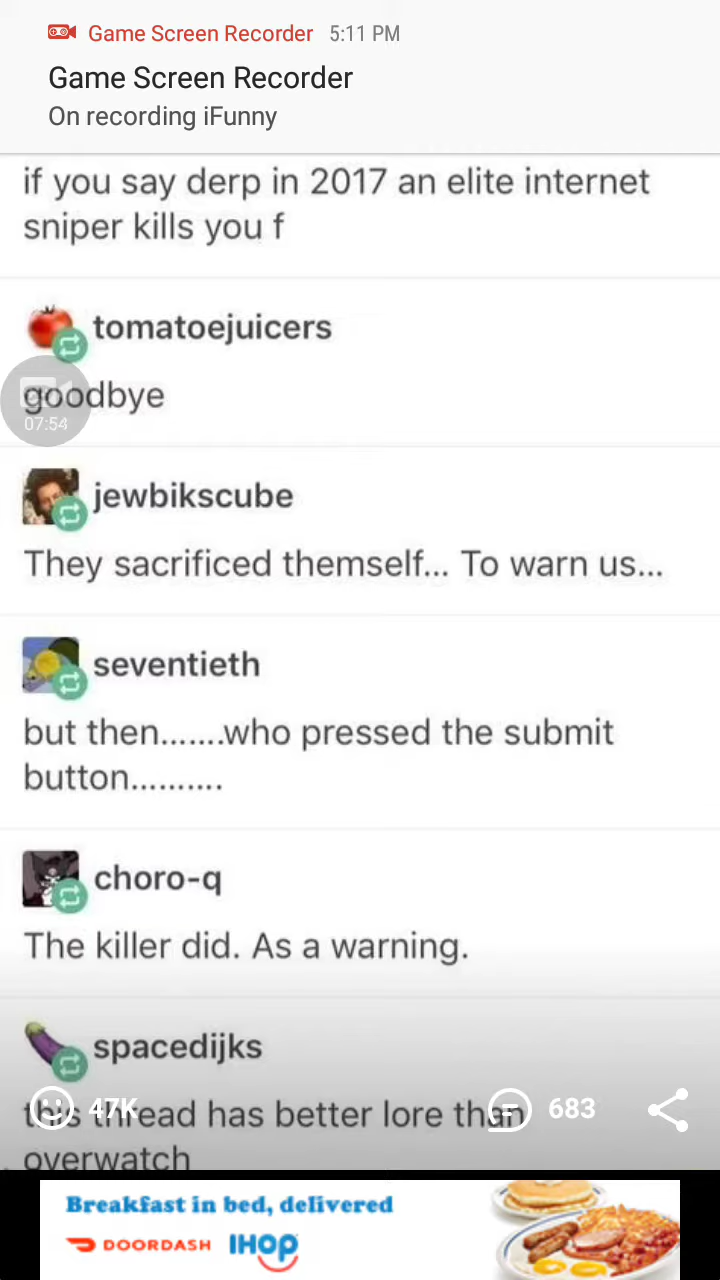 Game Screen Recorder 5:11 PM
Game Screen Recorder
On recording iFunny
if you say derp in 2017 an elite internet
sniper kills you f
tomatoejuicers
goodbye
07:54
jewbikscube
They sacrificed themself... To warn us...
seventieth
but then.......who pressed the submit
button..........
choro-q
The killer did. As a warning.
spacedijks
this thread has better lore than
47K
683
overwatch
Breakfast in bed, delivered
DOORDASH IHOP